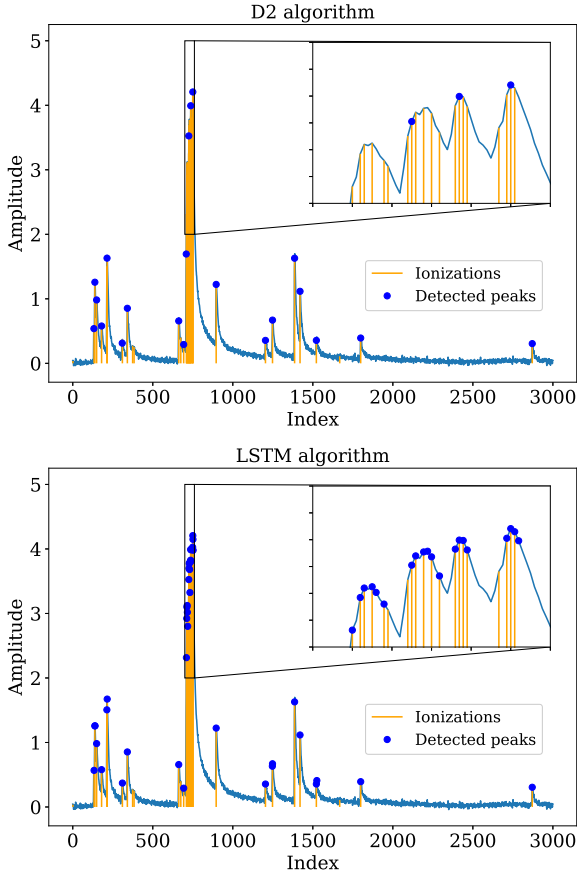 D2 algorithm
5
4
3
2
1
0
Amplitude
Ionizations
Detected peaks
0 500 1000 1500 2000 2500 3000
Index
LSTM algorithm
5
4
3
2
1
0
Amplitude
Ionizations
Detected peaks
0 500 1000 1500 2000 2500 3000
Index